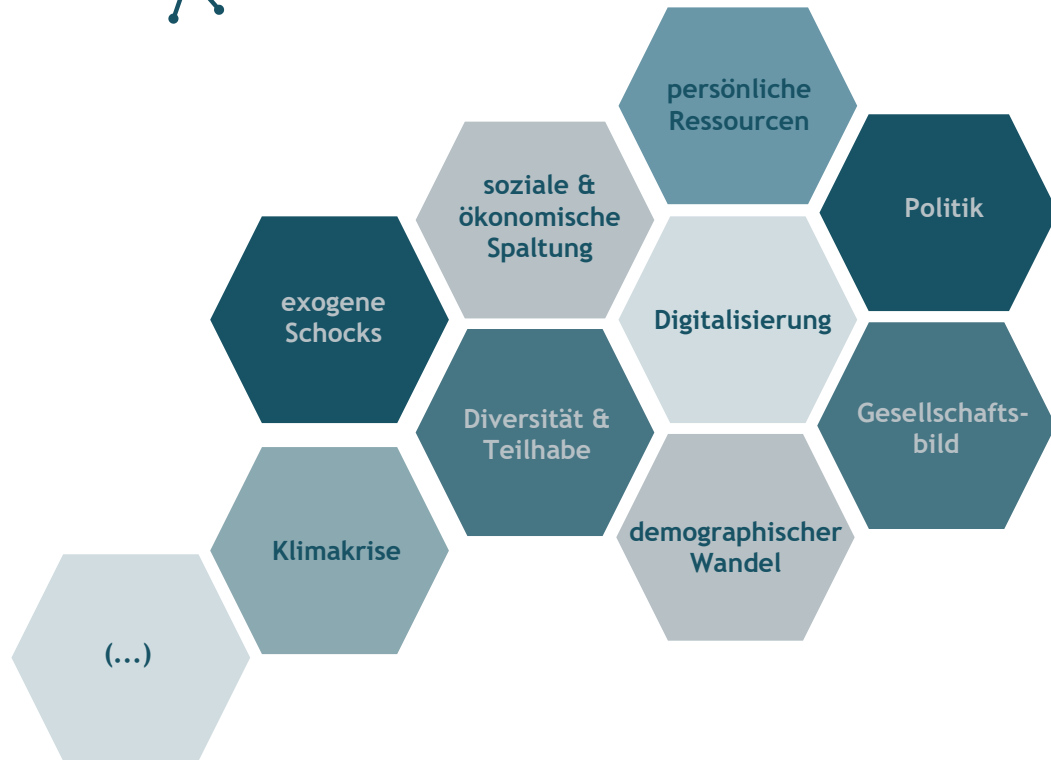 persönliche
Ressourcen
soziale &
ökonomische
Spaltung
Politik
exogene
Schocks
Digitalisierung
Diversität &
Teilhabe
Gesellschafts-
bild
Klimakrise
demographischer
Wandel
(...)